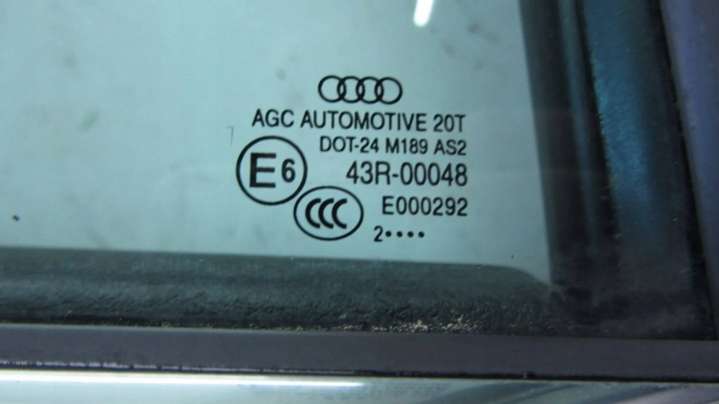 AGC AUTOMOTIVE 20T
DOT-24 M189 AS2
E6 43R-00048
CCC E000292
2••••